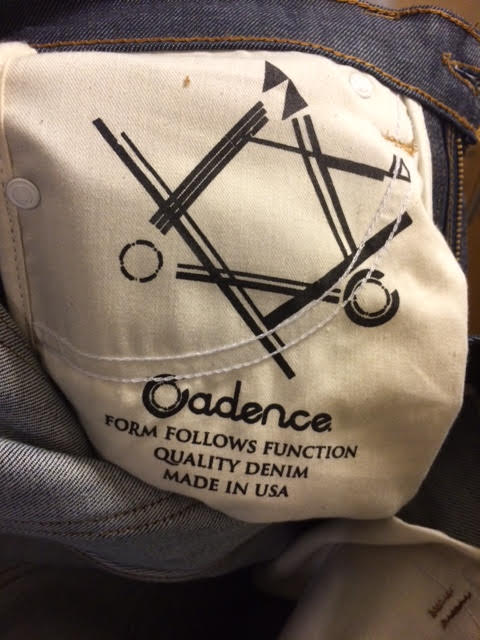 Cadence.
FORM FOLLOWS FUNCTION
QUALITY DENIM
MADE IN USA